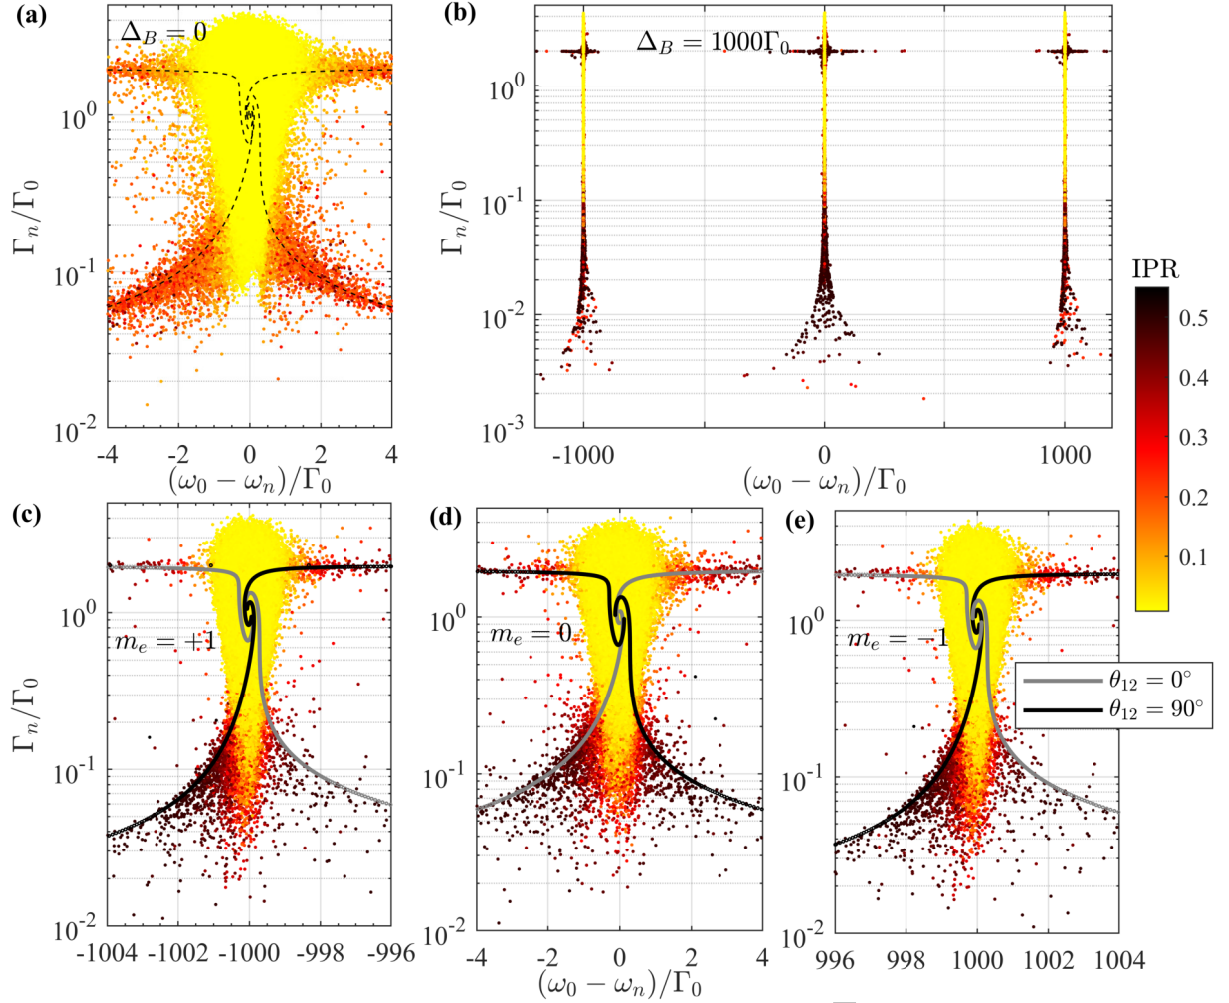 (a)
Δ_B = 0
10^0
10^-1
10^-2
Γ_n/Γ_0
-4 -2 0 2 4
(ω_0 − ω_n)/Γ_0
(b)
Δ_B = 1000Γ_0
10^0
10^-1
10^-2
10^-3
Γ_n/Γ_0
-1000 0 1000
(ω_0 − ω_n)/Γ_0
IPR
0.5
0.4
0.3
0.2
0.1
(c)
m_e = +1
10^0
10^-1
10^-2
Γ_n/Γ_0
-1004 -1002 -1000 -998 -996
(d)
m_e = 0
10^0
10^-1
10^-2
-4 -2 0 2 4
(ω_0 − ω_n)/Γ_0
(e)
m_e = −1
10^0
10^-1
10^-2
996 998 1000 1002 1004
θ_12 = 0°
θ_12 = 90°